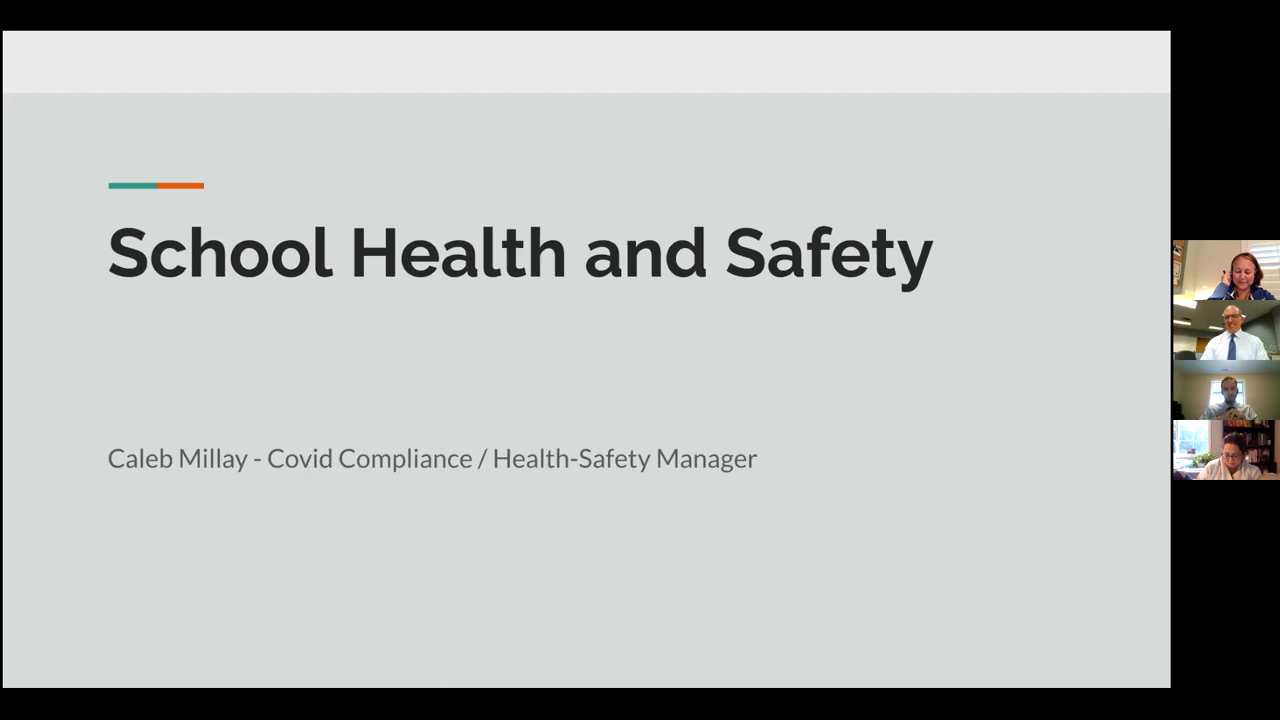 School Health and Safety
Caleb Millay - Covid Compliance / Health-Safety Manager